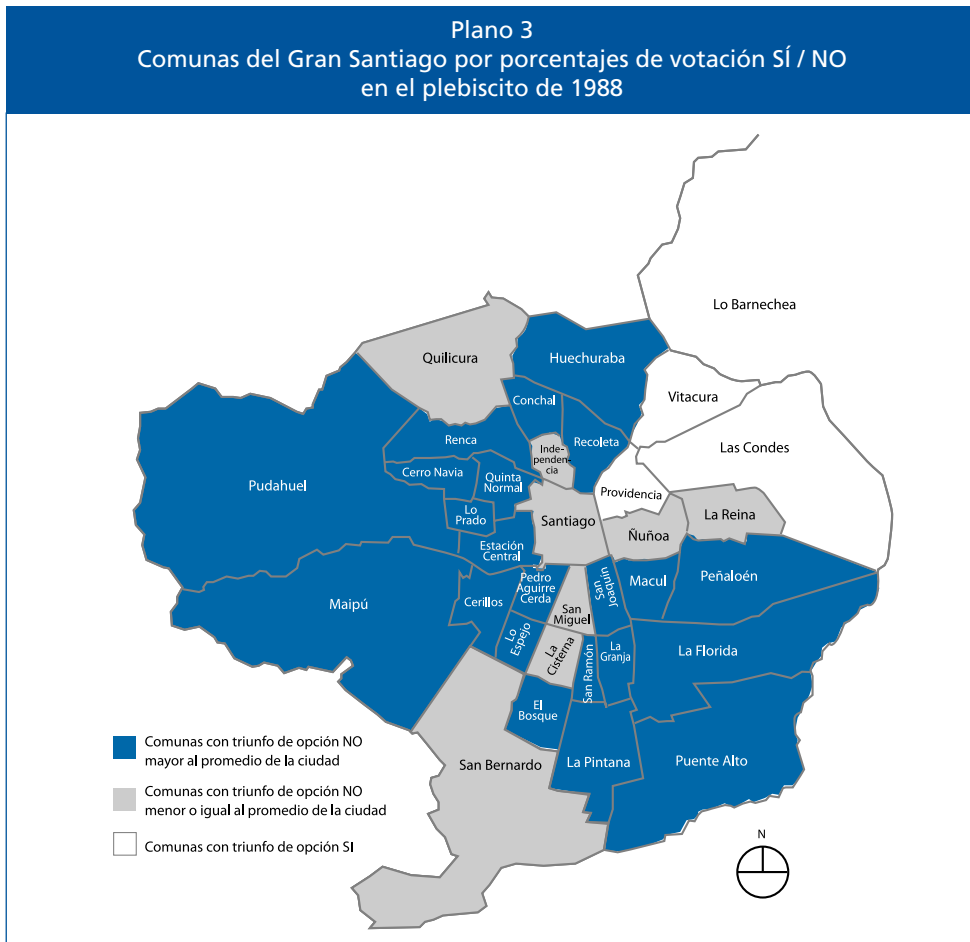 Plano 3
Comunas del Gran Santiago por porcentajes de votación SÍ / NO
en el plebiscito de 1988
Lo Barnechea
Quilicura
Huechuraba
Vitacura
Conchal
Las Condes
Renca
Recoleta
Inde-
penden-
cia
Cerro Navia
Quinta
Normal
Pudahuel
Providencia
Lo
Prado
Santiago
La Reina
Ñuñoa
Estación
Central
Pedro
Aguirre
Cerda
San
Joaquín
Macul
Peñaloén
Maipú
Cerillos
San
Miguel
Lo
Espejo
La
Cisterna
San Ramón
La
Granja
La Florida
El
Bosque
San Bernardo
La Pintana
Puente Alto
Comunas con triunfo de opción NO
mayor al promedio de la ciudad
Comunas con triunfo de opción NO
menor o igual al promedio de la ciudad
Comunas con triunfo de opción SI
N